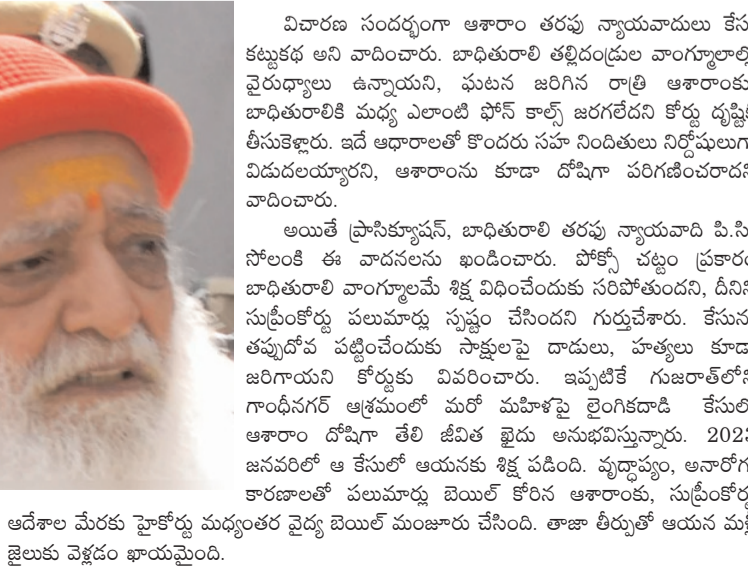 విచారణ సందర్భంగా ఆశారాం తరపు న్యాయవాదులు కేసు
కట్టుకథ అని వాదించారు. బాధితురాలి తల్లిదండ్రుల వాంగ్మూలాల్లో
వైరుధ్యాలు ఉన్నాయని, ఘటన జరిగిన రాత్రి ఆశారాంకు
బాధితురాలికి మధ్య ఎలాంటి ఫోన్ కాల్స్ జరగలేదని కోర్టు దృష్టికి
తీసుకెళ్లారు. ఇదే ఆధారాలతో కొందరు సహ నిందితులు నిర్దోషులుగా
విడుదలయ్యారని, ఆశారాంను కూడా దోషిగా పరిగణించరాదని
వాదించారు.
అయితే ప్రాసిక్యూషన్, బాధితురాలి తరఫు న్యాయవాది పి.సి.
సోలంకి ఈ వాదనలను ఖండించారు. పోక్సో చట్టం ప్రకారం
బాధితురాలి వాంగ్మూలమే శిక్ష విధించేందుకు సరిపోతుందని, దీనిని
సుప్రీంకోర్టు పలుమార్లు స్పష్టం చేసిందని గుర్తుచేశారు. కేసును
తప్పుదోవ పట్టించేందుకు సాక్షులపై దాడులు, హత్యలు కూడా
జరిగాయని కోర్టుకు వివరించారు. ఇప్పటికే గుజరాత్‌లోని
గాంధీనగర్ ఆశ్రమంలో మరో మహిళపై లైంగికదాడి కేసులో
ఆశారాం దోషిగా తేలి జీవిత ఖైదు అనుభవిస్తున్నారు.
జనవరిలో ఆ కేసులో ఆయనకు శిక్ష పడింది. వృద్ధాప్యం, అనారోగ్య
కారణాలతో పలుమార్లు బెయిల్ కోరిన ఆశారాంకు, సుప్రీంకోర్టు
ఆదేశాల మేరకు హైకోర్టు మధ్యంతర వైద్య బెయిల్ మంజూరు చేసింది. తాజా తీర్పుతో ఆయన మళ్లీ
జైలుకు వెళ్లడం ఖాయమైంది.